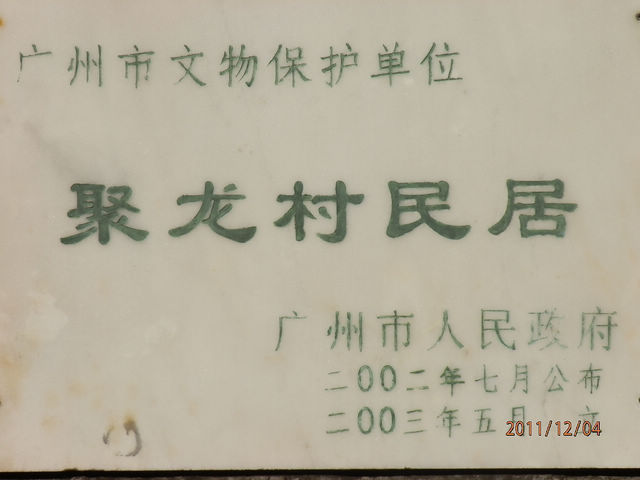 广州市文物保护单位
聚龙村民居
广州市人民政府
二00二年七月公布
二00三年五月 立
2011/12/04